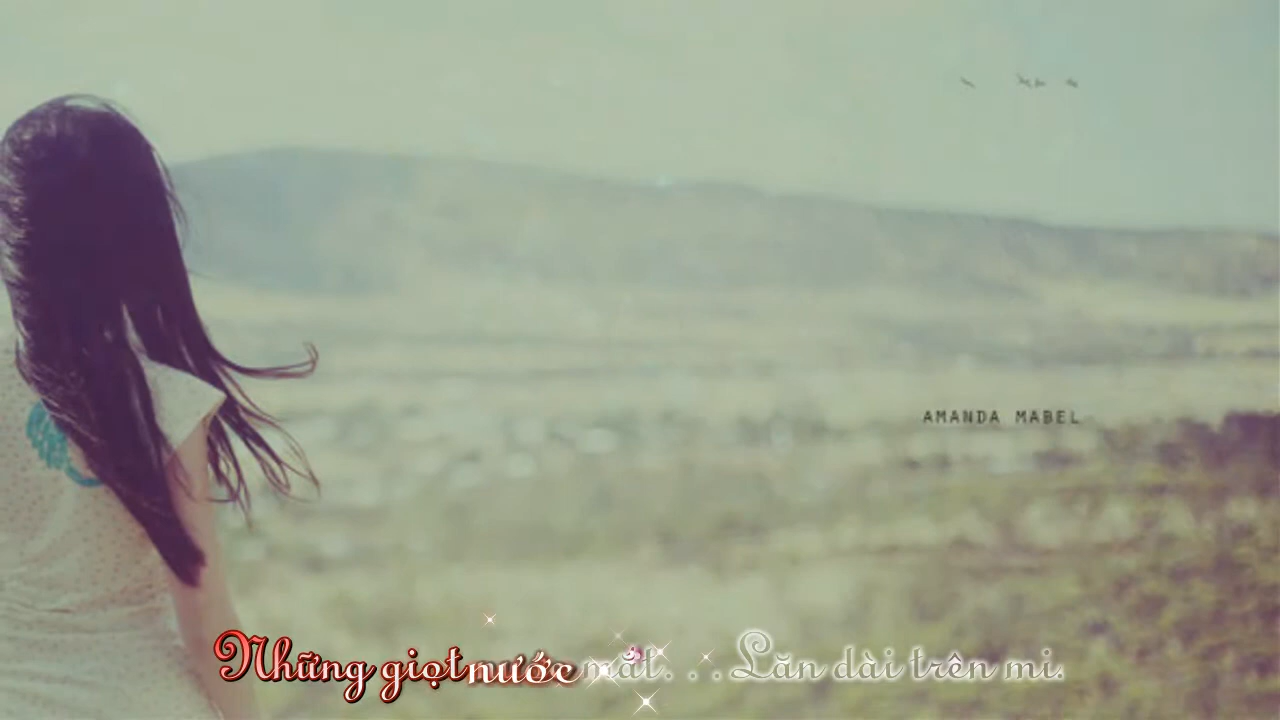 AMANDA MABEL
Những giọt nước mắt. . . Lăn dài trên mi.